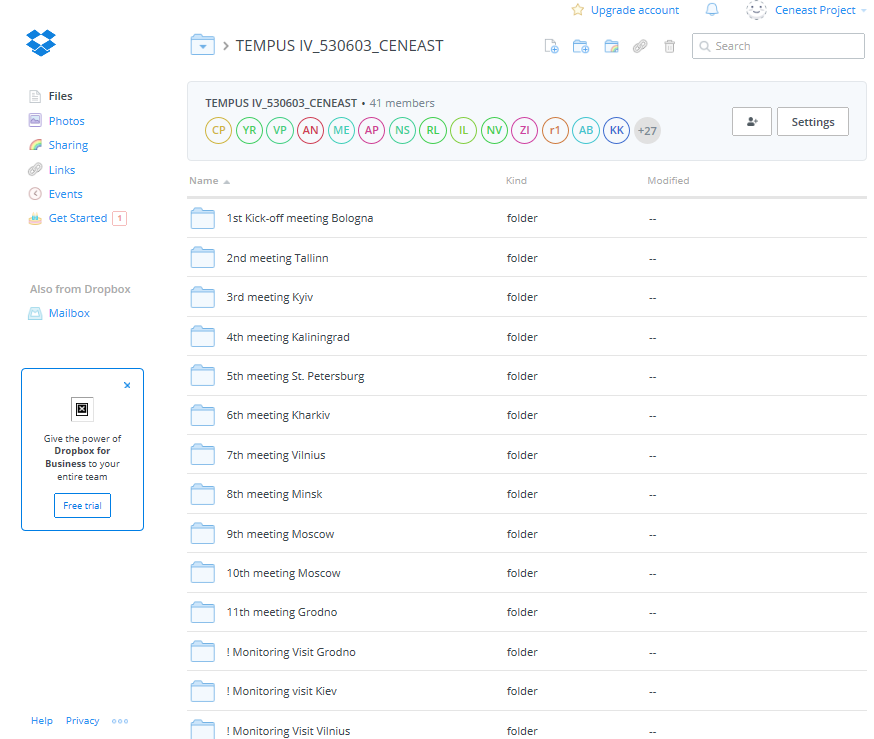 Upgrade account
Ceneast Project
TEMPUS IV_530603_CENEAST
Search
Files
Photos
Sharing
Links
Events
Get Started 1
Also from Dropbox
Mailbox
Give the power of
Dropbox for
Business to your
entire team
Free trial
Help Privacy
TEMPUS IV_530603_CENEAST • 41 members
CP YR VP AN ME AP NS RL IL NV ZI r1 AB KK +27
Settings
Name Kind Modified
1st Kick-off meeting Bologna folder --
2nd meeting Tallinn folder --
3rd meeting Kyiv folder --
4th meeting Kaliningrad folder --
5th meeting St. Petersburg folder --
6th meeting Kharkiv folder --
7th meeting Vilnius folder --
8th meeting Minsk folder --
9th meeting Moscow folder --
10th meeting Moscow folder --
11th meeting Grodno folder --
! Monitoring Visit Grodno folder --
! Monitoring visit Kiev folder --
! Monitoring Visit Vilnius folder --